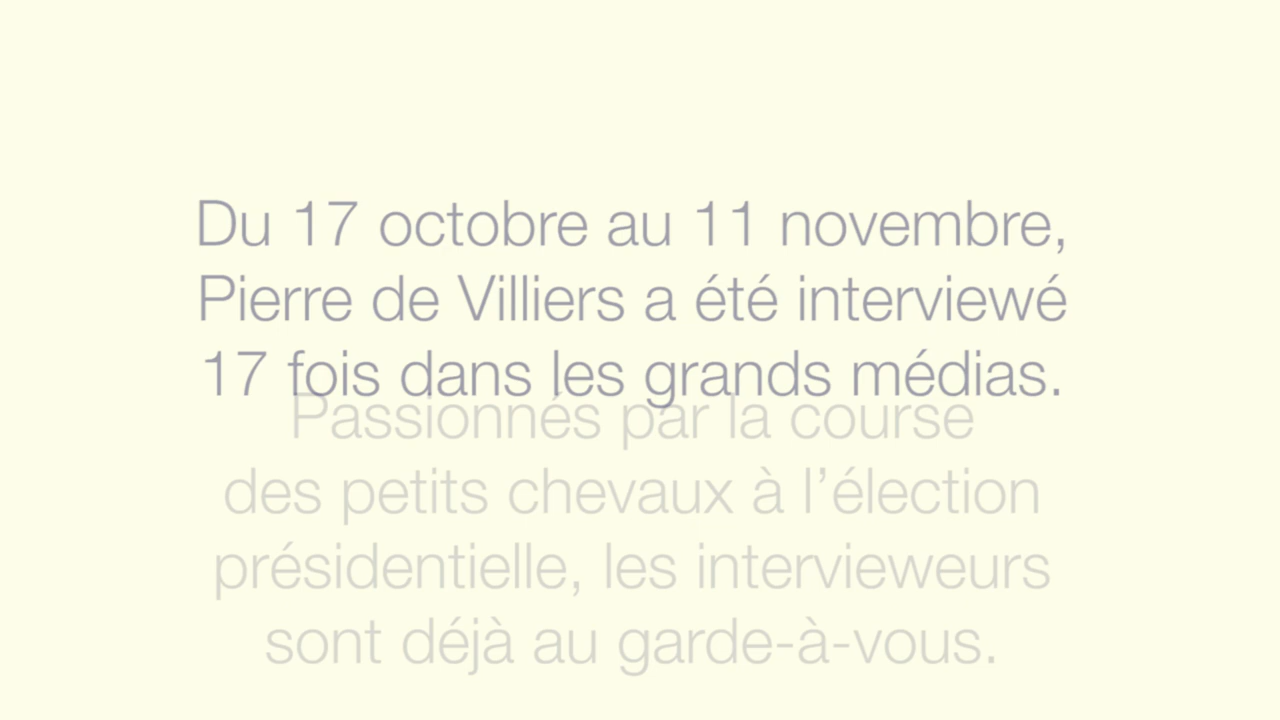 Du 17 octobre au 11 novembre,
Pierre de Villiers a été interviewé
17 fois dans les grands médias.
Passionnés par la course
des petits chevaux à l’élection
présidentielle, les intervieweurs
sont déjà au garde-à-vous.